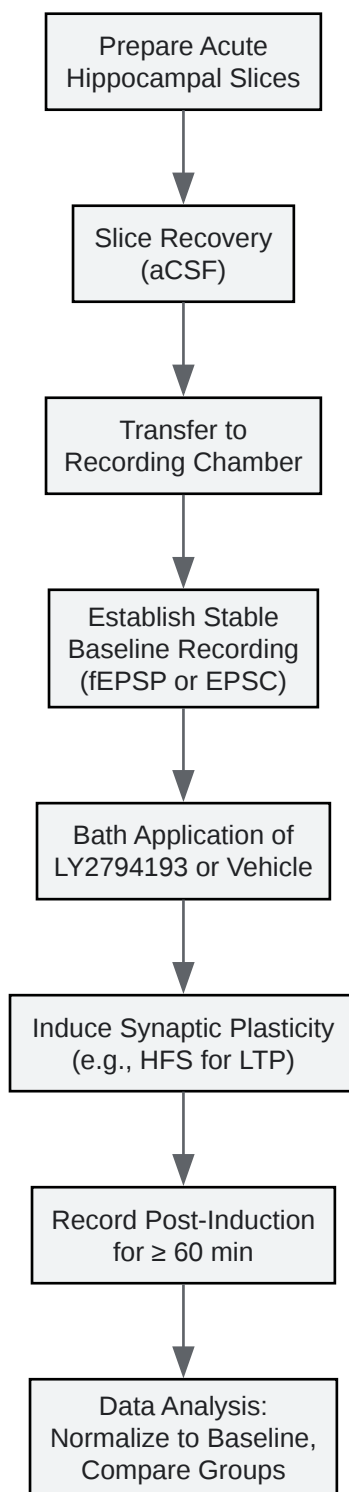 Prepare Acute
Hippocampal Slices
Slice Recovery
(aCSF)
Transfer to
Recording Chamber
Establish Stable
Baseline Recording
(fEPSP or EPSC)
Bath Application of
LY2794193 or Vehicle
Induce Synaptic Plasticity
(e.g., HFS for LTP)
Record Post-Induction
for ≥ 60 min
Data Analysis:
Normalize to Baseline,
Compare Groups